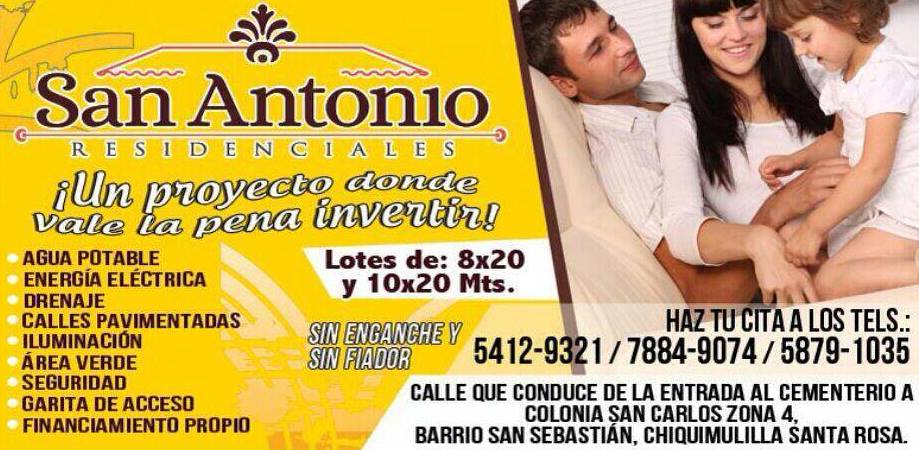 San Antonio
RESIDENCIALES
¡Un proyecto donde
Vale la pena invertir!
• AGUA POTABLE
• ENERGÍA ELÉCTRICA
• DRENAJE
• CALLES PAVIMENTADAS
• ILUMINACIÓN
• ÁREA VERDE
• SEGURIDAD
• GARITA DE ACCESO
• FINANCIAMIENTO PROPIO
Lotes de: 8x20
y 10x20 Mts.
SIN ENGANCHE Y
SIN FIADOR
HAZ TU CITA A LOS TELS.:
5412-9321 / 7884-9074 / 5879-1035
CALLE QUE CONDUCE DE LA ENTRADA AL CEMENTERIO A
COLONIA SAN CARLOS ZONA 4,
BARRIO SAN SEBASTIÁN, CHIQUIMULILLA SANTA ROSA.